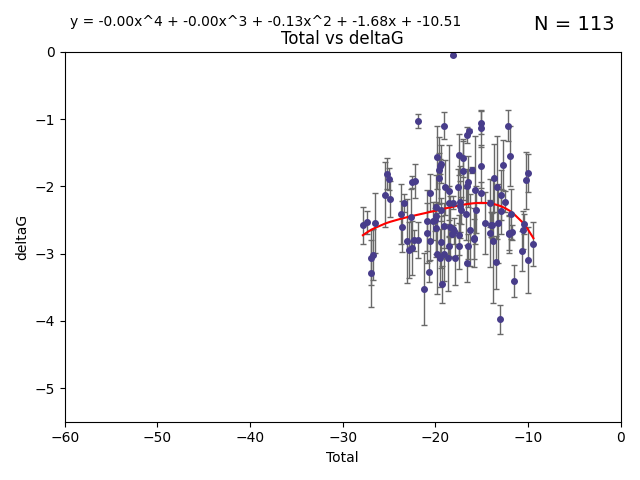 y = -0.00x^4 + -0.00x^3 + -0.13x^2 + -1.68x + -10.51
N = 113
Total vs deltaG
0
−1
−2
−3
−4
−5
deltaG
−60 −50 −40 −30 −20 −10 0
Total